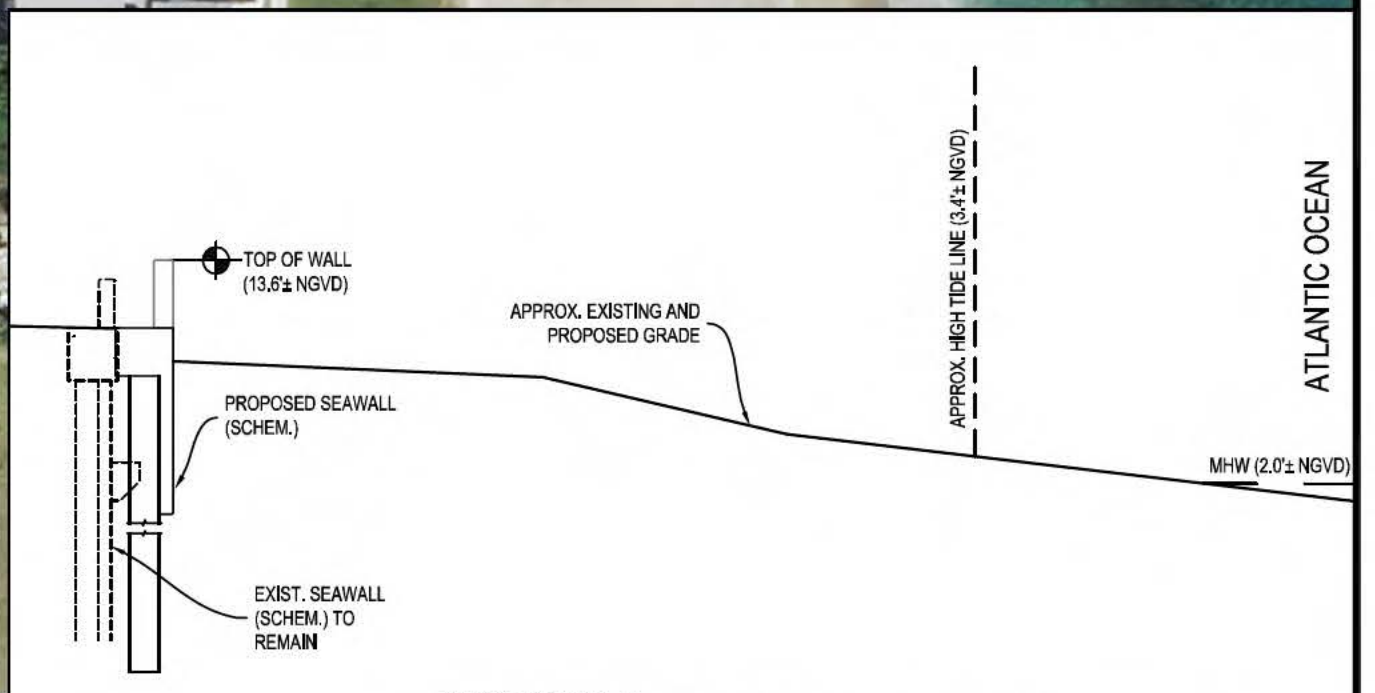 TOP OF WALL
(13.6'± NGVD)
APPROX. EXISTING AND
PROPOSED GRADE
APPROX. HIGH TIDE LINE (3.4'± NGVD)
ATLANTIC OCEAN
PROPOSED SEAWALL
(SCHEM.)
MHW (2.0'± NGVD)
EXIST. SEAWALL
(SCHEM.) TO
REMAIN